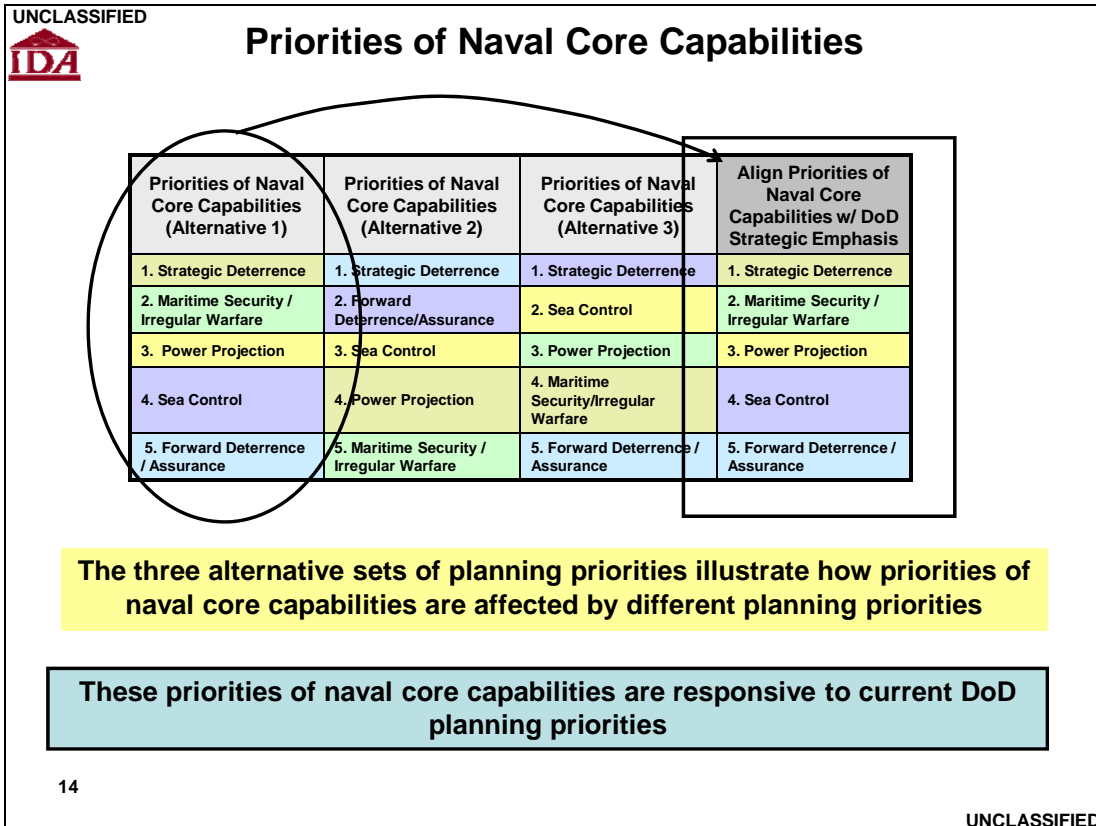 UNCLASSIFIED
IDA
Priorities of Naval Core Capabilities
Priorities of Naval
Core Capabilities
(Alternative 1)
Priorities of Naval
Core Capabilities
(Alternative 2)
Priorities of Naval
Core Capabilities
(Alternative 3)
Align Priorities of
Naval Core
Capabilities w/ DoD
Strategic Emphasis
1. Strategic Deterrence
1. Strategic Deterrence
1. Strategic Deterrence
1. Strategic Deterrence
2. Maritime Security /
Irregular Warfare
2. Forward
Deterrence/Assurance
2. Sea Control
2. Maritime Security /
Irregular Warfare
3. Power Projection
3. Sea Control
3. Power Projection
3. Power Projection
4. Sea Control
4. Power Projection
4. Maritime
Security/Irregular
Warfare
4. Sea Control
5. Forward Deterrence
/ Assurance
5. Maritime Security /
Irregular Warfare
5. Forward Deterrence /
Assurance
5. Forward Deterrence /
Assurance
The three alternative sets of planning priorities illustrate how priorities of
naval core capabilities are affected by different planning priorities
These priorities of naval core capabilities are responsive to current DoD
planning priorities
14
UNCLASSIFIED